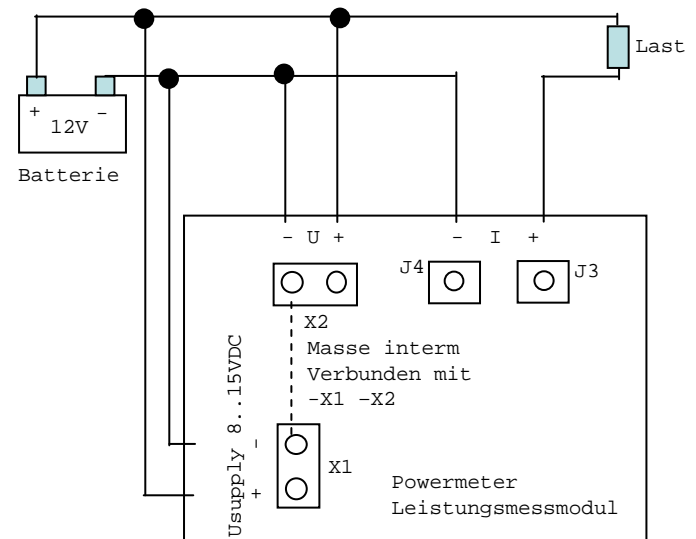 Last
+ -
12V
Batterie
- U +
- I +
J4
J3
X2
Masse interm
Verbunden mit
-X1 -X2
Usupply 8..15VDC
-
+
X1
Powermeter
Leistungsmessmodul